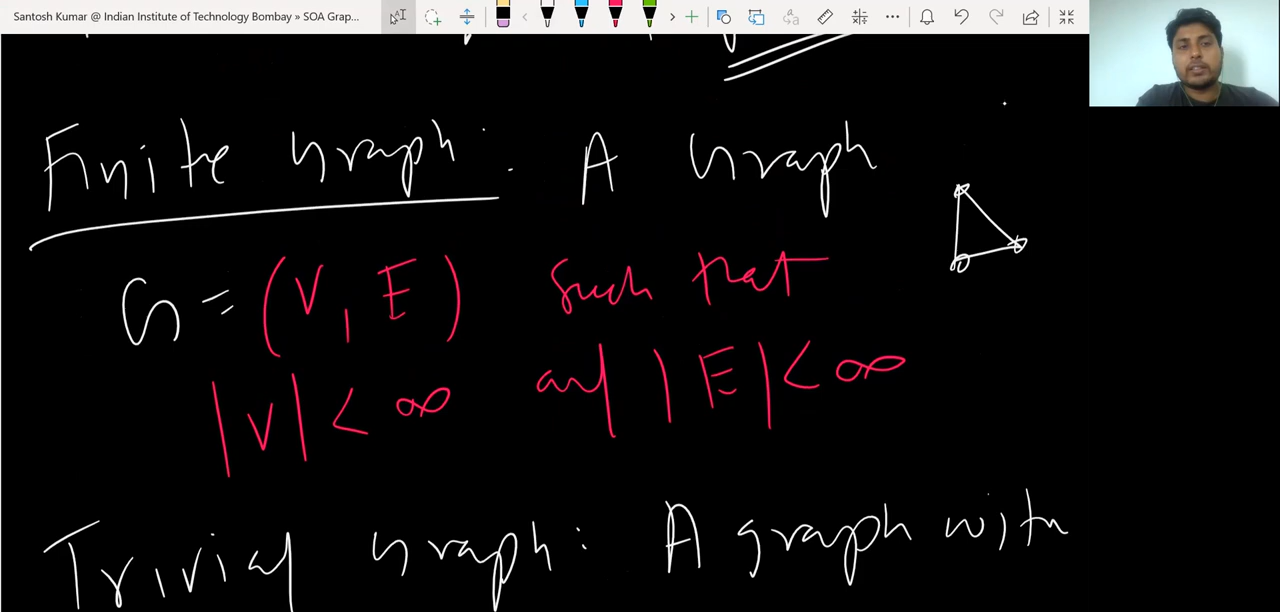 Santosh Kumar @ Indian Institute of Technology Bombay » SOA Grap...
Finite Graph: A Graph
G = (V, E) such that
|V| < ∞ and |E| < ∞
Trivial Graph: A graph with